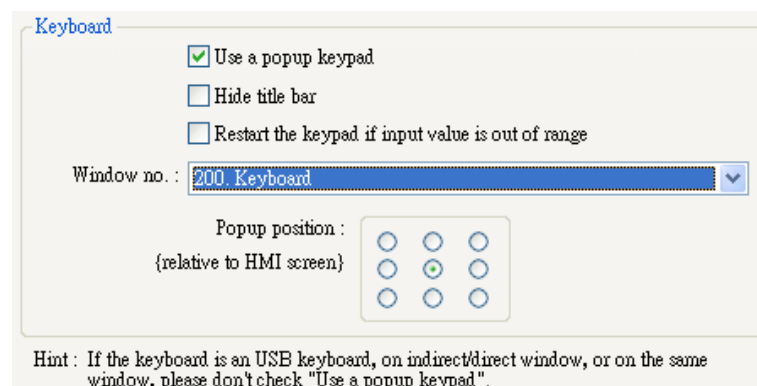 Keyboard
Use a popup keypad
Hide title bar
Restart the keypad if input value is out of range
Window no. : 200. Keyboard
Popup position :
{relative to HMI screen}
Hint : If the keyboard is an USB keyboard, on indirect/direct window, or on the same
window, please don't check "Use a popup keypad".